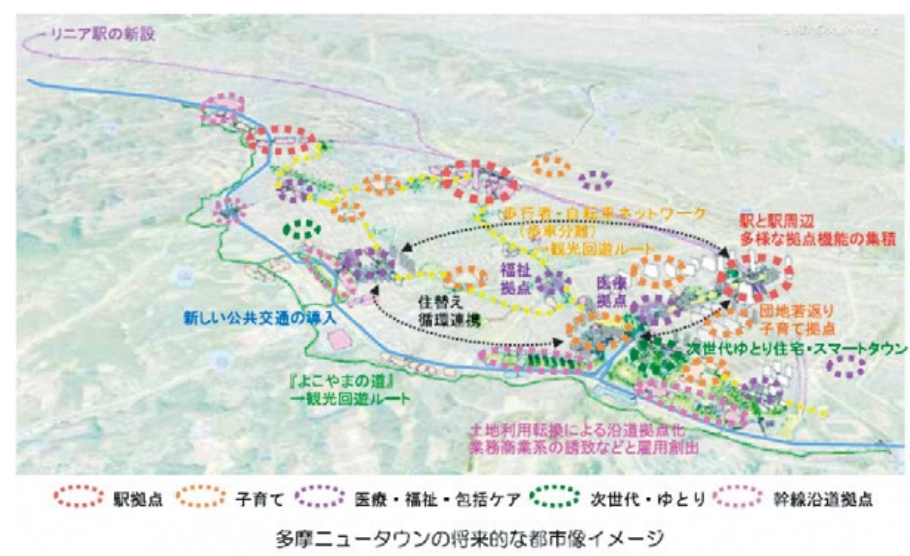 リニア駅の新設
歩行者・自転車ネットワーク
(歩車分離)
観光回遊ルート
駅と駅周辺
多様な拠点機能の集積
福祉
拠点
医療
拠点
住替え
循環連携
新しい公共交通の導入
団地若返り
子育て拠点
次世代ゆとり住宅・スマートタウン
『よこやまの道』
→観光回遊ルート
土地利用転換による沿道拠点化
業務商業系の誘致などと雇用創出
駅拠点 子育て 医療・福祉・包括ケア 次世代・ゆとり 幹線沿道拠点
多摩ニュータウンの将来的な都市像イメージ